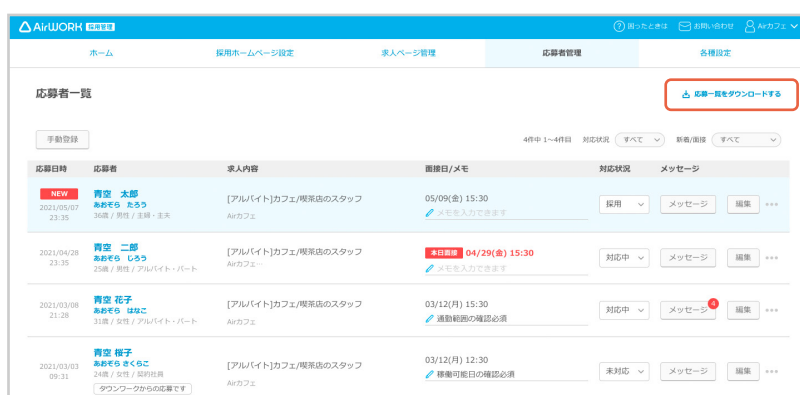 AirWORK 採用管理
困ったときは お問い合わせ Airカフェ
ホーム 採用ホームページ設定 求人ページ管理 応募者管理 各種設定
応募者一覧
応募一覧をダウンロードする
手動登録 4件中 1~4件目 対応状況 すべて 新着/面接 すべて
応募日時 応募者 求人内容 面接日/メモ 対応状況 メッセージ
NEW
2021/05/07
23:35
青空 太郎
あおぞら たろう
36歳 / 男性 / 主婦・主夫
[アルバイト]カフェ/喫茶店のスタッフ
Airカフェ
05/09(金) 15:30
メモを入力できます
採用 メッセージ 編集
2021/04/28
23:35
青空 二郎
あおぞら じろう
25歳 / 男性 / アルバイト・パート
[アルバイト]カフェ/喫茶店のスタッフ
Airカフェ…
本日面接 04/29(金) 15:30
メモを入力できます
対応中 メッセージ 編集
2021/03/08
21:28
青空 花子
あおぞら はなこ
31歳 / 女性 / アルバイト・パート
[アルバイト]カフェ/喫茶店のスタッフ
Airカフェ
03/12(月) 15:30
通勤範囲の確認必須
対応中 メッセージ 4 編集
2021/03/03
09:31
青空 桜子
あおぞら さくらこ
24歳 / 女性 / 契約社員
タウンワークからの応募です
[アルバイト]カフェ/喫茶店のスタッフ
Airカフェ
03/12(月) 12:30
稼働可能日の確認必須
未対応 メッセージ 編集